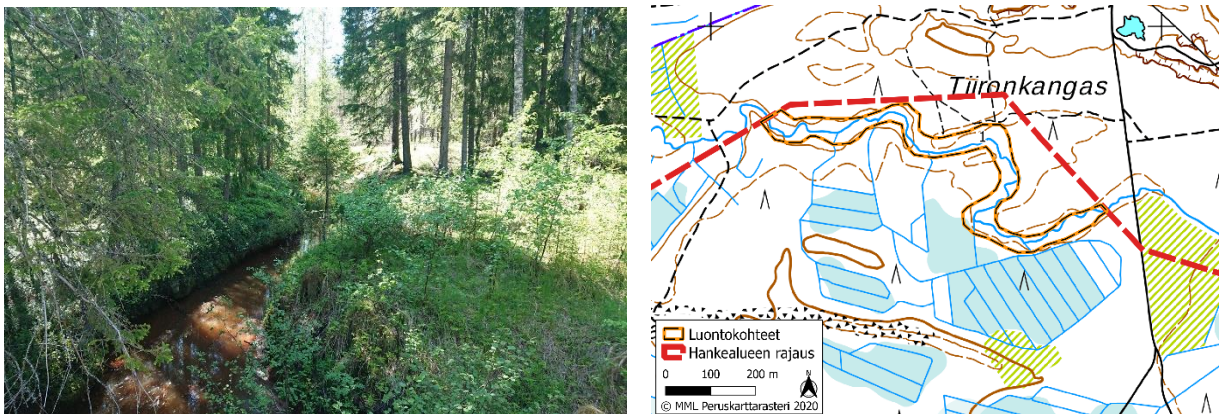 Tiironkangas
Luontokohteet
Hankealueen rajaus
0 100 200 m
N
© MML Peruskarttarasteri 2020